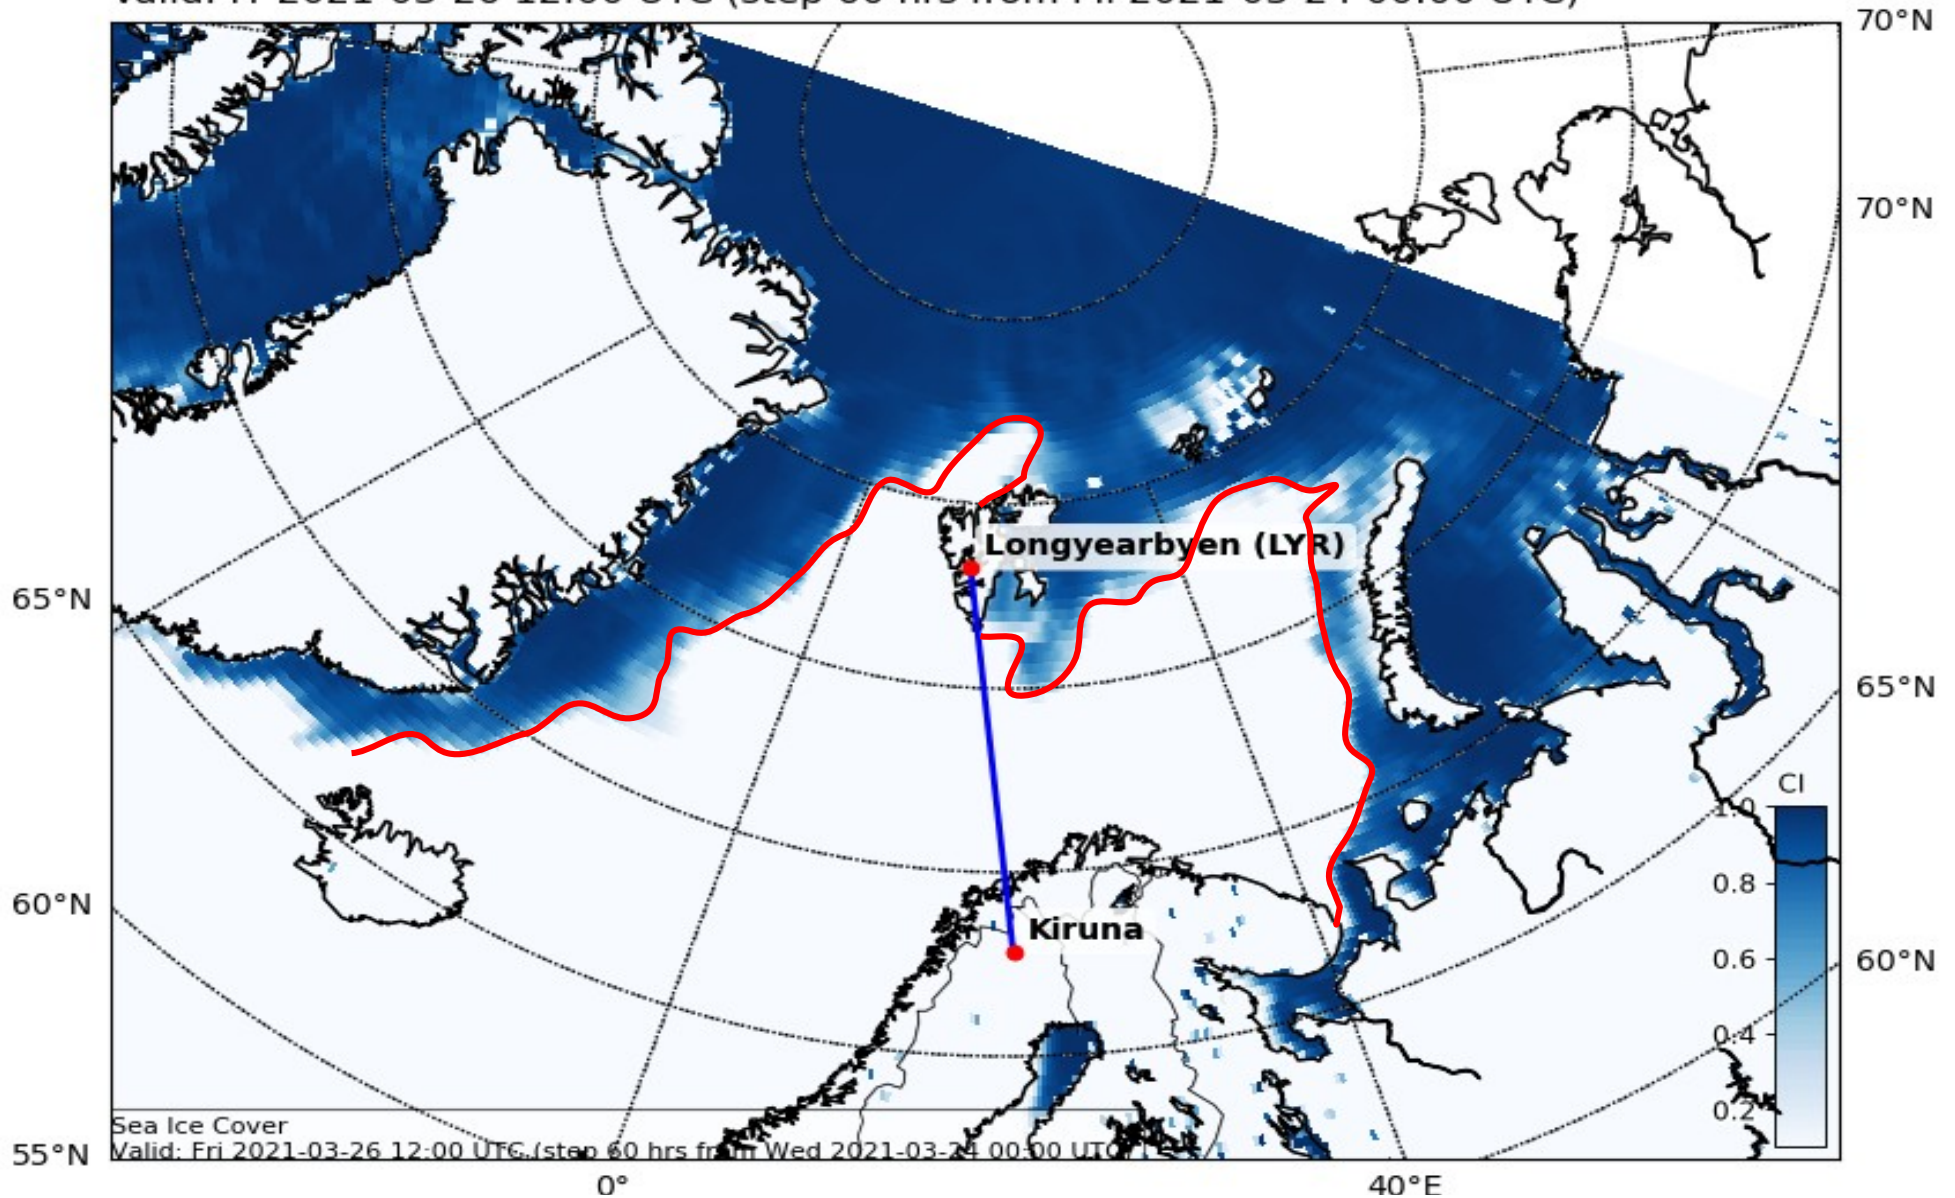 70°N
70°N
Longyearbyen (LYR)
65°N
65°N
CI
1.0
0.8
60°N
Kiruna
0.6
60°N
0.4
0.2
Sea Ice Cover
Valid: Fri 2021-03-26 12:00 UTC (step 60 hrs from Wed 2021-03-24 00:00 UTC)
55°N
0°
40°E